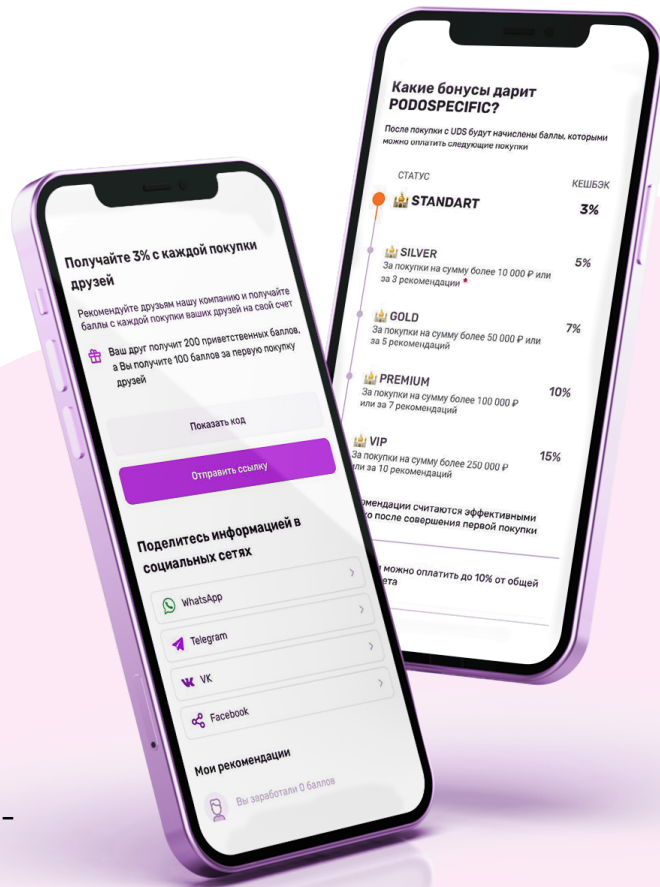 Получайте 3% с каждой покупки
друзей
Рекомендуйте друзьям нашу компанию и получайте
баллы с каждой покупки ваших друзей на свой счет
Ваш друг получит 200 приветственных баллов,
а Вы получите 100 баллов за первую покупку
друзей
Показать код
Отправить ссылку
Поделитесь информацией в
социальных сетях
WhatsApp
Telegram
VK
Facebook
Мои рекомендации
Вы заработали 0 баллов
Какие бонусы дарит
PODOSPECIFIC?
После покупки с UDS будут начислены баллы, которыми
можно оплатить следующие покупки
СТАТУС КЕШБЭК
STANDART 3%
SILVER 5%
За покупки на сумму более 10 000 ₽ или
за 3 рекомендации *
GOLD 7%
За покупки на сумму более 50 000 ₽ или
за 5 рекомендаций
PREMIUM 10%
За покупки на сумму более 100 000 ₽
или за 7 рекомендаций
VIP 15%
За покупки на сумму более 250 000 ₽
или за 10 рекомендаций
омендации считаются эффективными
ко после совершения первой покупки
и можно оплатить до 10% от общей
ета
–